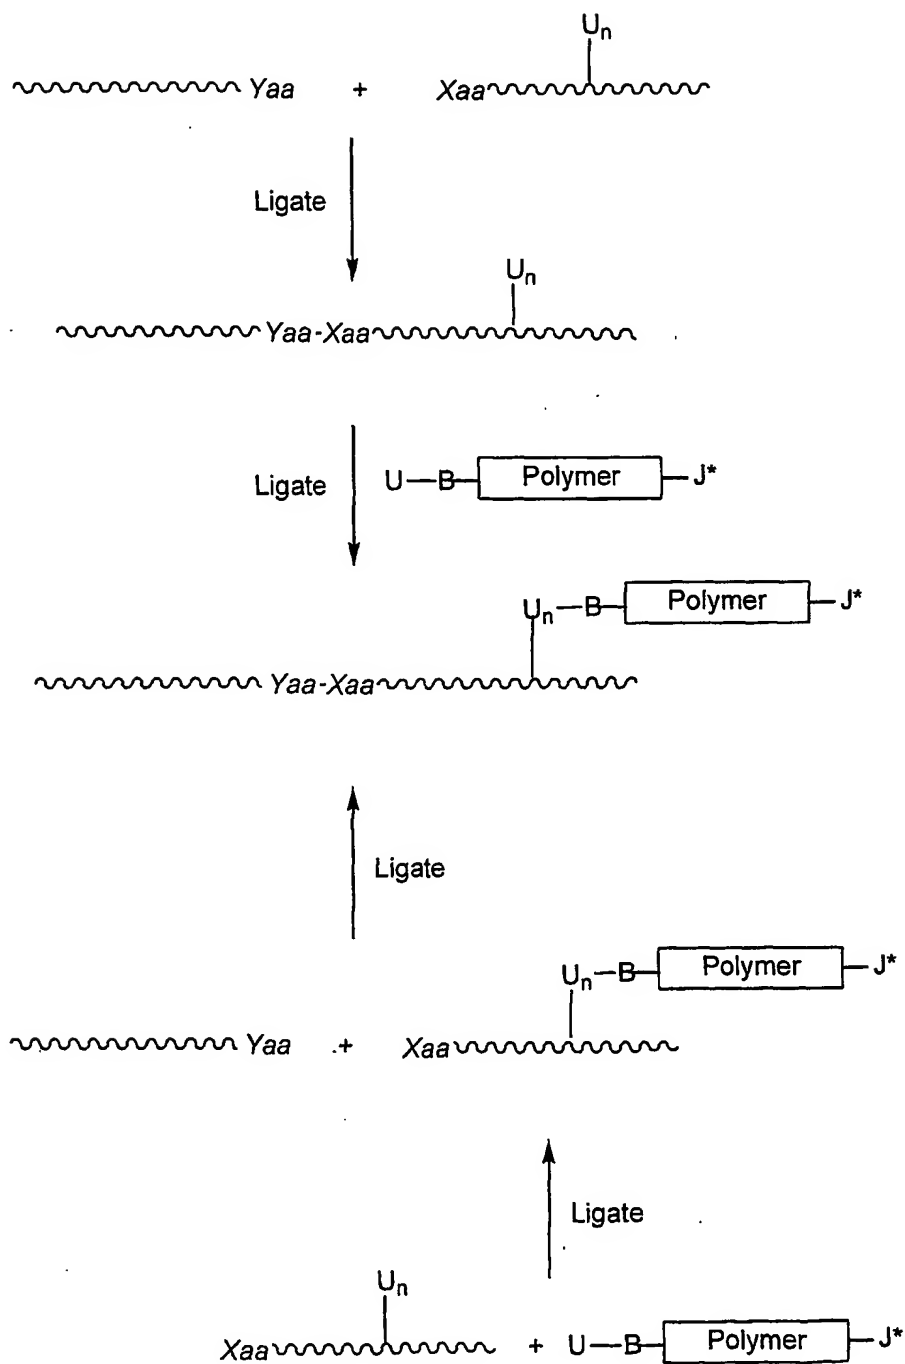 Un
Yaa + Xaa
Ligate
Un
Yaa-Xaa
Ligate U—B—Polymer—J*
Un—B—Polymer—J*
Yaa-Xaa
Ligate
Un—B—Polymer—J*
Yaa + Xaa
Ligate
Un
Xaa + U—B—Polymer—J*